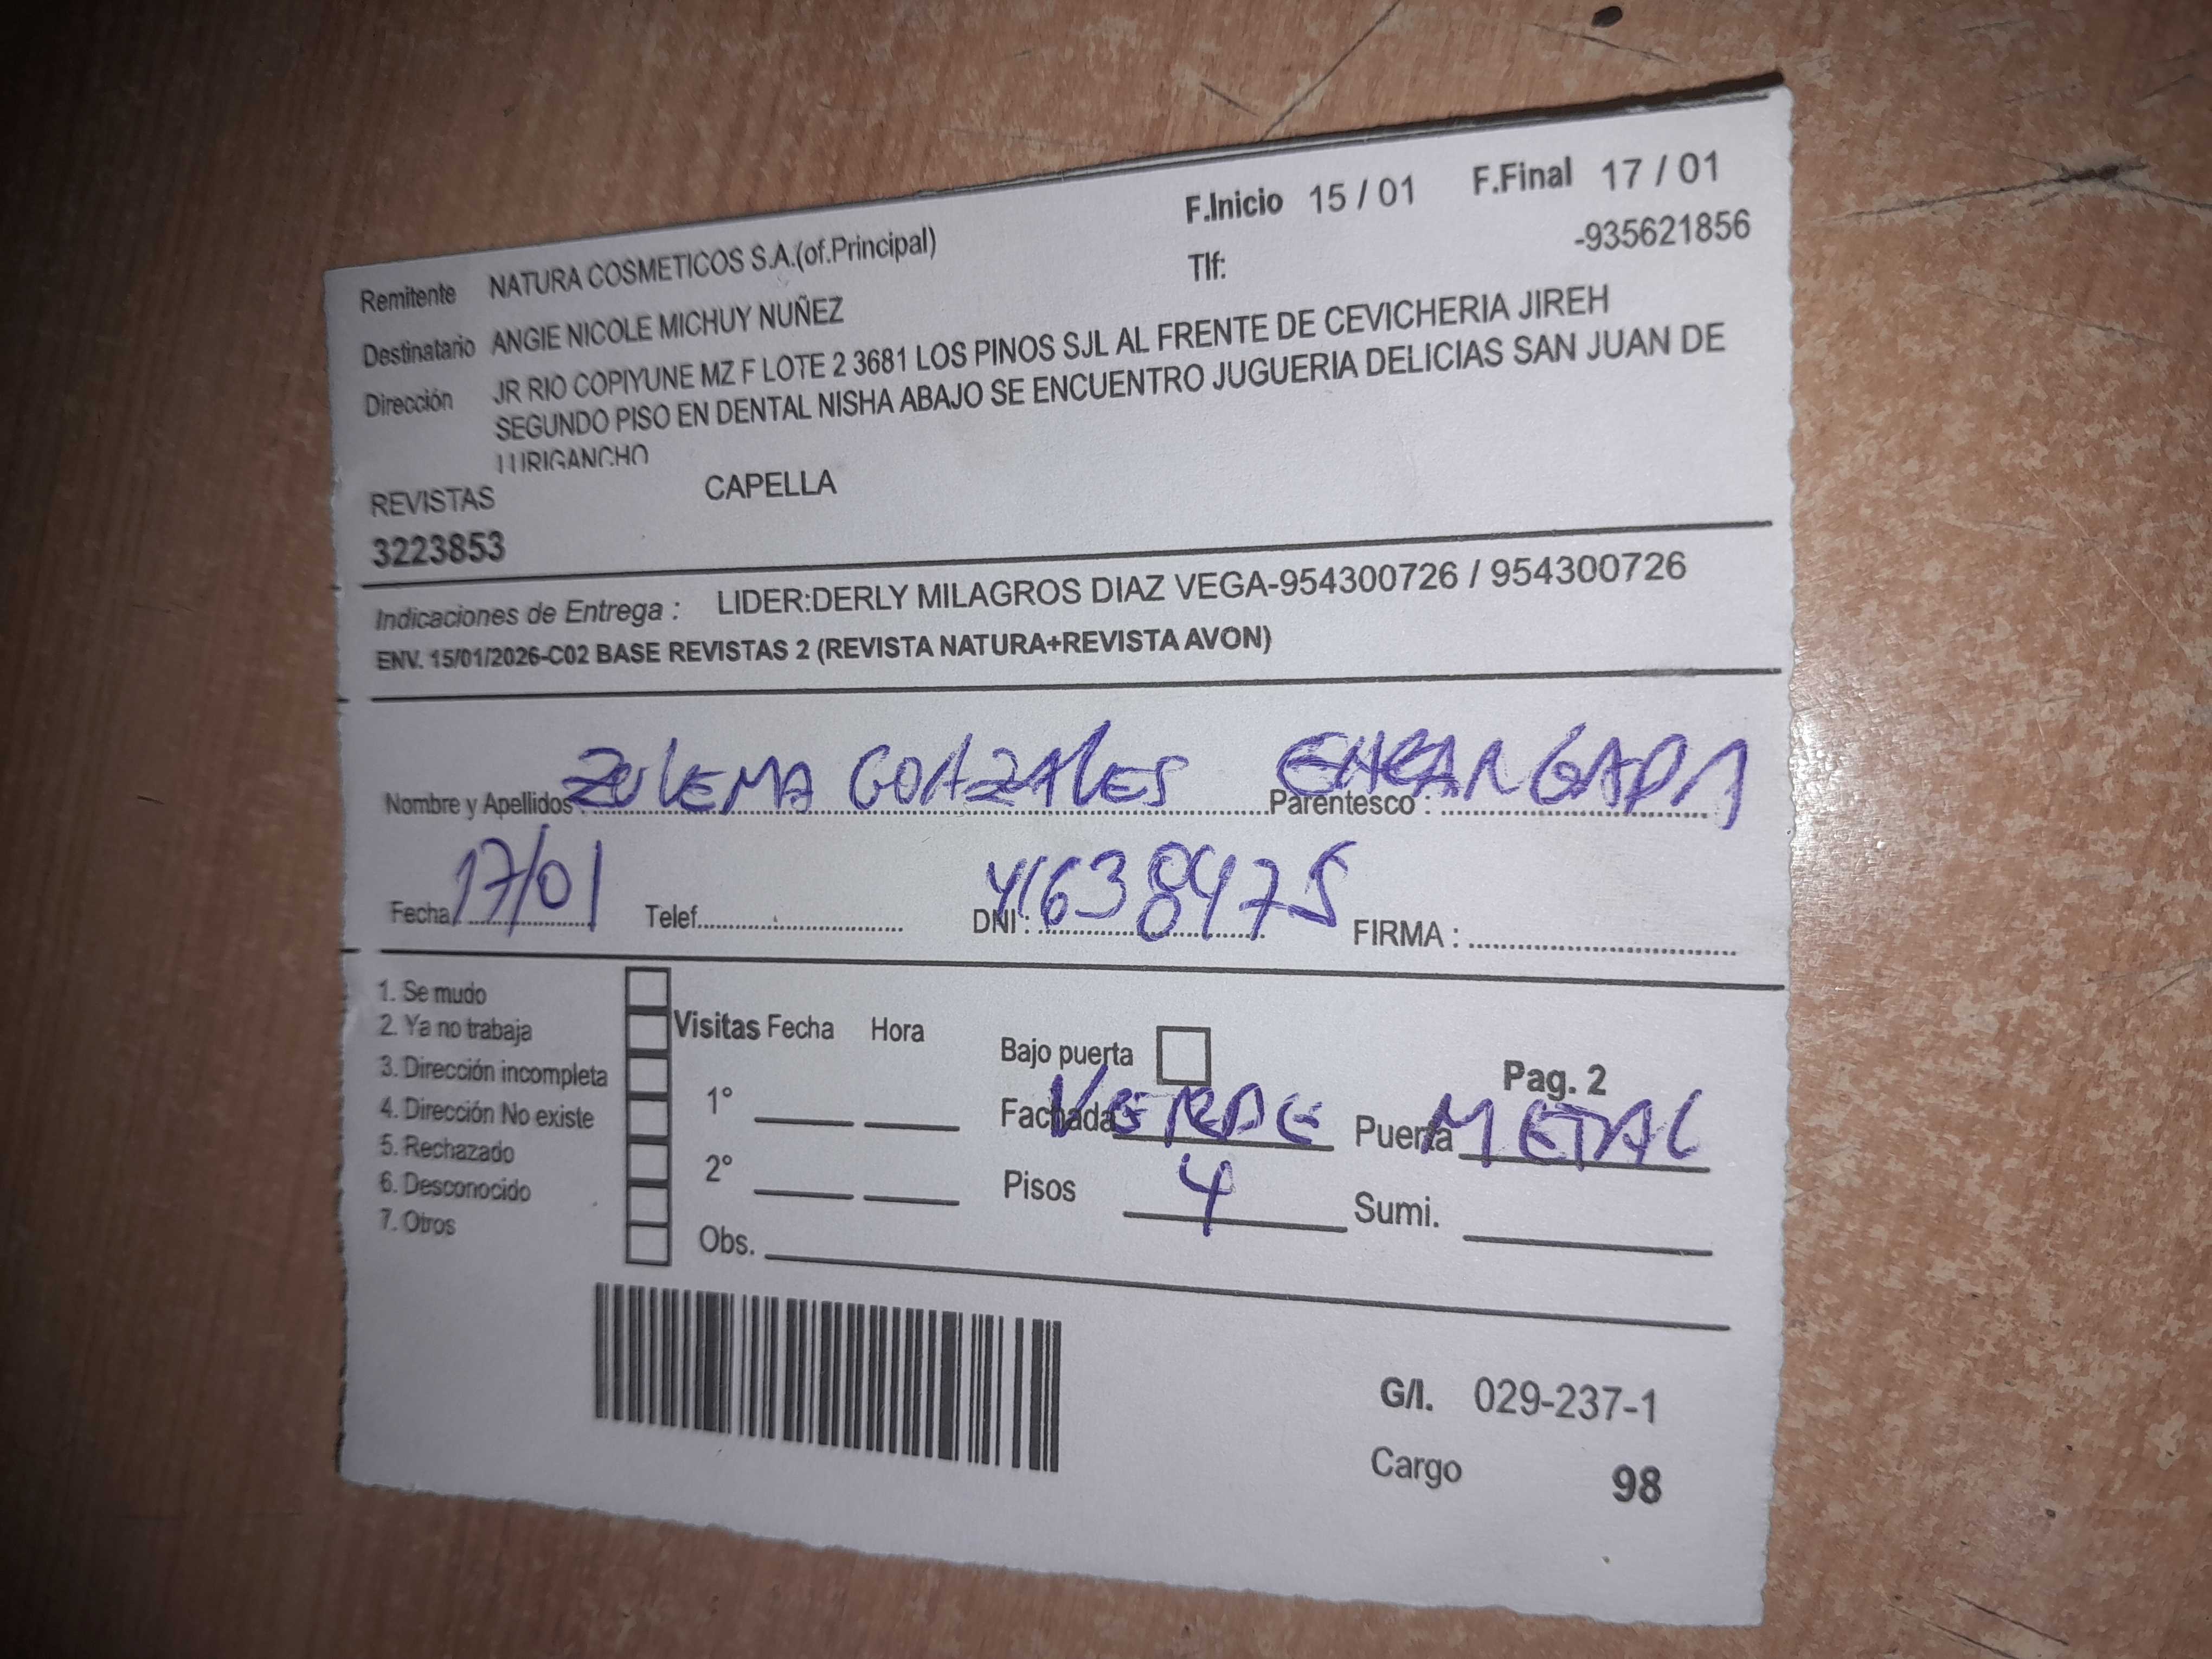 F.Inicio 15 / 01 F.Final 17 / 01
Remitente NATURA COSMETICOS S.A.(of.Principal) Tlf: -935621856
Destinatario ANGIE NICOLE MICHUY NUÑEZ
Dirección JR RIO COPIYUNE MZ F LOTE 2 3681 LOS PINOS SJL AL FRENTE DE CEVICHERIA JIREH
SEGUNDO PISO EN DENTAL NISHA ABAJO SE ENCUENTRO JUGUERIA DELICIAS SAN JUAN DE
LURIGANCHO
REVISTAS CAPELLA
3223853
Indicaciones de Entrega : LIDER:DERLY MILAGROS DIAZ VEGA-954300726 / 954300726
ENV. 15/01/2026-C02 BASE REVISTAS 2 (REVISTA NATURA+REVISTA AVON)
Nombre y Apellidos : ZULEMA GONZALES Parentesco : ENCARGADA
Fecha 17/01 Telef. DNI : 41638475 FIRMA :
1. Se mudo
2. Ya no trabaja
3. Dirección incompleta
4. Dirección No existe
5. Rechazado
6. Desconocido
7. Otros
Visitas Fecha Hora
1°
2°
Obs.
Bajo puerta Pag. 2
Fachada VERDE Puerta METAL
Pisos 4 Sumi.
G/I. 029-237-1
Cargo 98